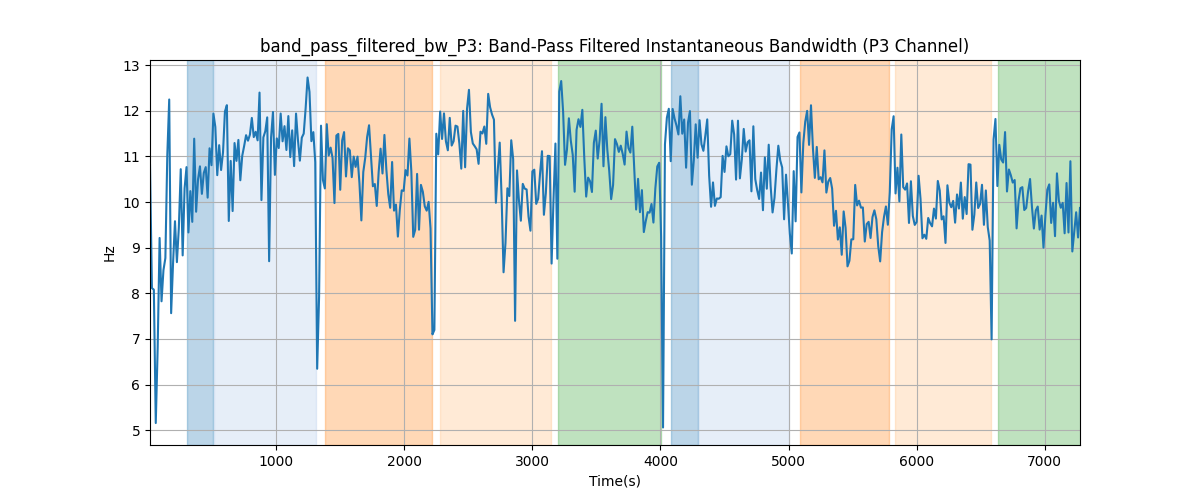 band_pass_filtered_bw_P3: Band-Pass Filtered Instantaneous Bandwidth (P3 Channel)
13
12
11
10
9
8
7
6
5
Hz
1000 2000 3000 4000 5000 6000 7000
Time(s)